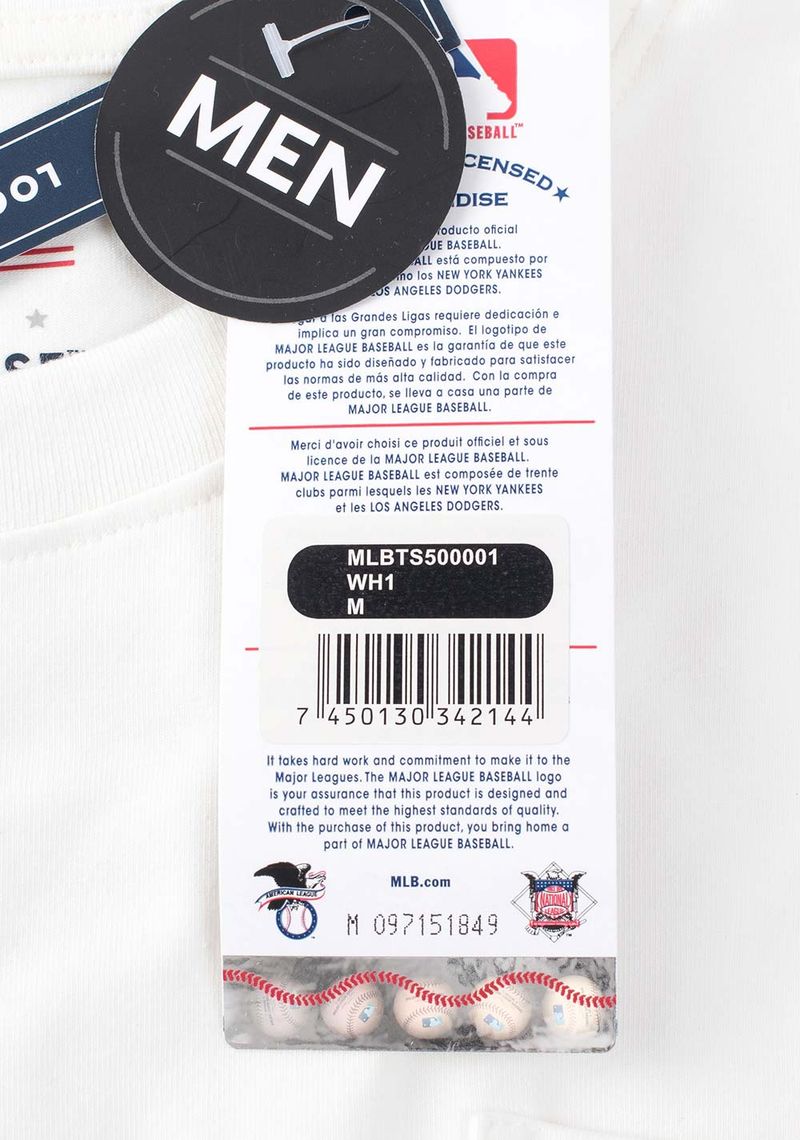 MEN
SEBALL™
CENSED
DISE
oficial
BASEBALL.
está compuesto por
los NEW YORK YANKEES
LOS ANGELES DODGERS.
a las Grandes Ligas requiere dedicación e
implica un gran compromiso. El logotipo de
MAJOR LEAGUE BASEBALL es la garantía de que este
producto ha sido diseñado y fabricado para satisfacer
las normas de más alta calidad. Con la compra
de este producto, se lleva a casa una parte de
MAJOR LEAGUE BASEBALL.
Merci d'avoir choisi ce produit officiel et sous
licence de la MAJOR LEAGUE BASEBALL.
MAJOR LEAGUE BASEBALL est composée de trente
clubs parmi lesquels les NEW YORK YANKEES
et les LOS ANGELES DODGERS.
MLBTS500001
WH1
M
7 450130 342144
It takes hard work and commitment to make it to the
Major Leagues. The MAJOR LEAGUE BASEBALL logo
is your assurance that this product is designed and
crafted to meet the highest standards of quality.
With the purchase of this product, you bring home a
part of MAJOR LEAGUE BASEBALL.
AMERICAN LEAGUE
MLB.com
NATIONAL
LEAGUE
M 097151849